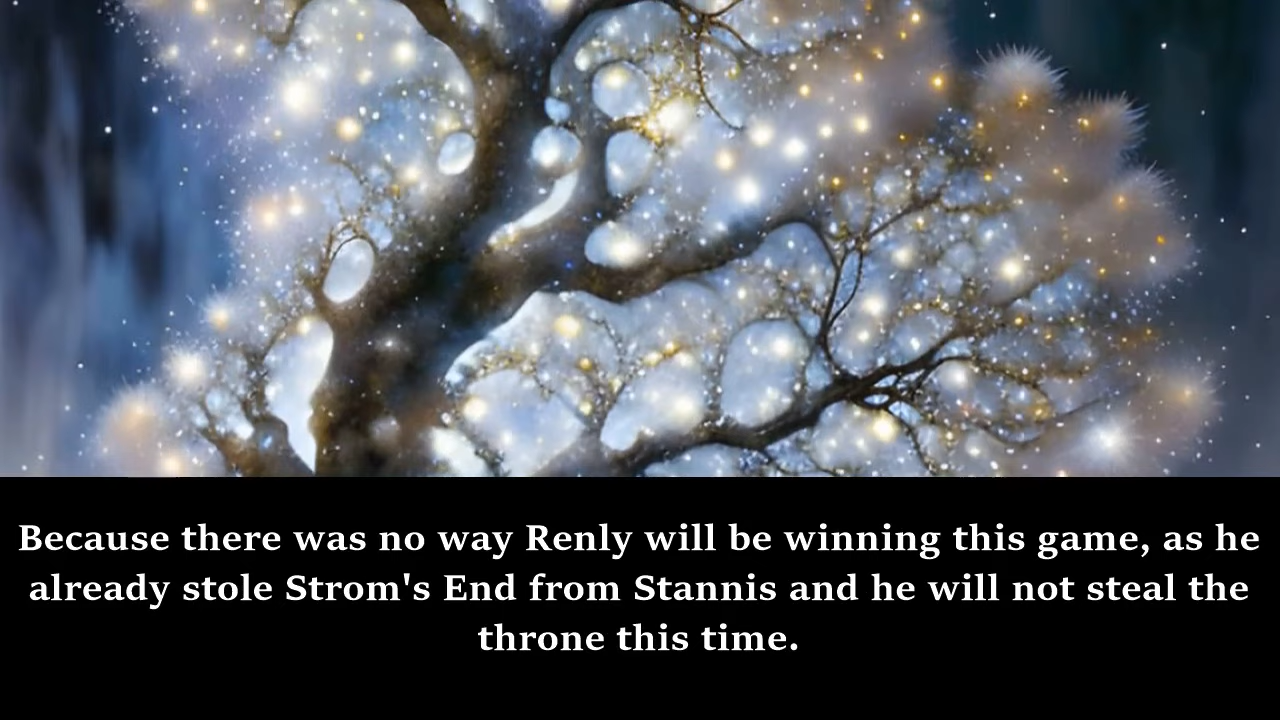 Because there was no way Renly will be winning this game, as he
already stole Strom's End from Stannis and he will not steal the
throne this time.